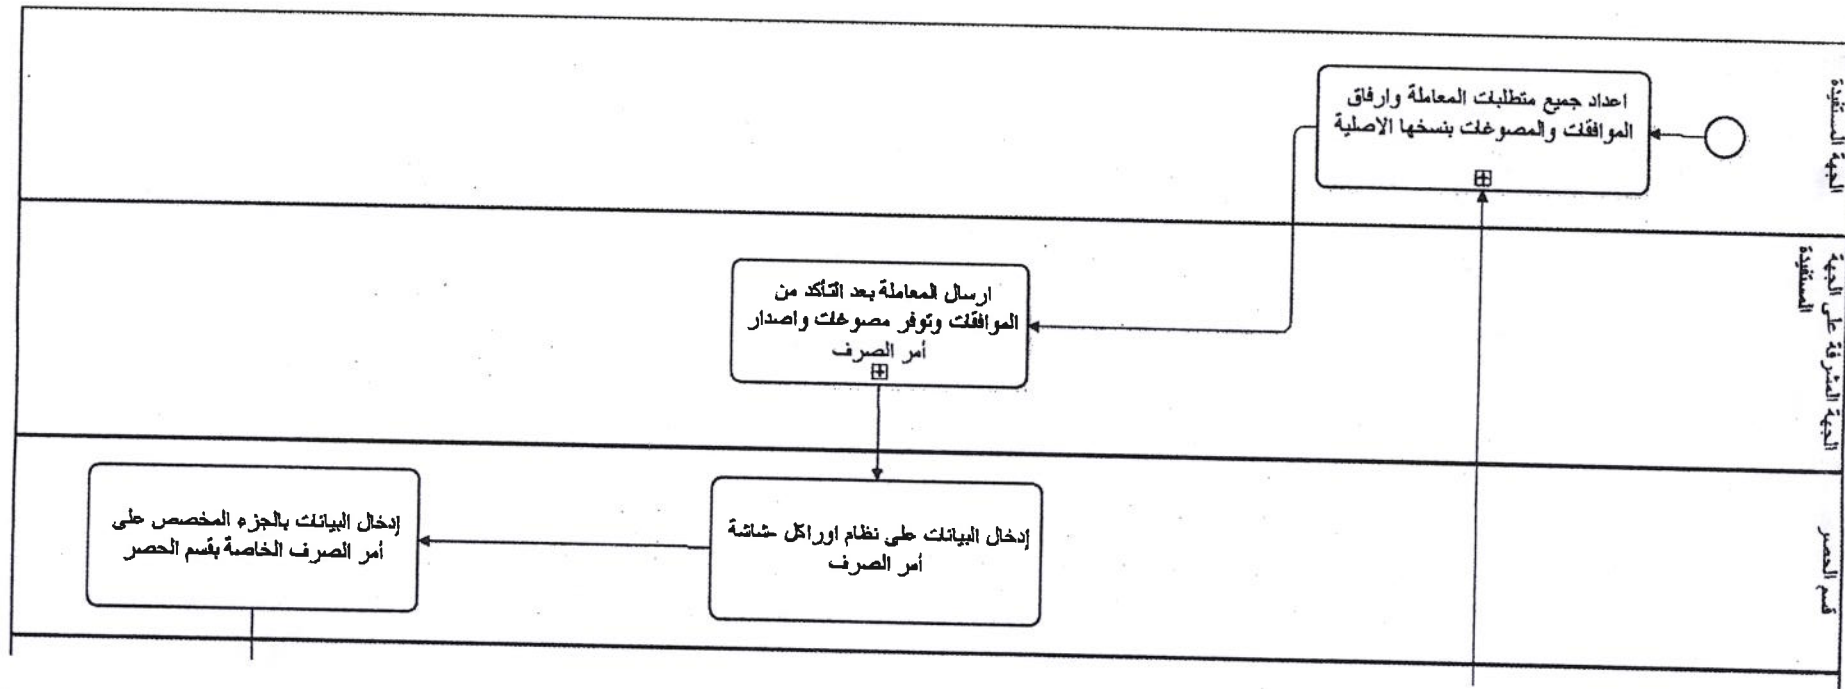 الجهة المستفيدة
اعداد جميع متطلبات المعاملة وارفاق
الموافقات والمصوغات بنسخها الاصلية
الجهة المشرفة على الجهة
المستفيدة
ارسال المعاملة بعد التأكد من
الموافقات وتوفر مصوغات واصدار
أمر الصرف
قسم الحصر
إدخال البيانات على نظام اوراكل -شاشة
أمر الصرف
إدخال البيانات بالجزء المخصص على
أمر الصرف الخاصة بقسم الحصر